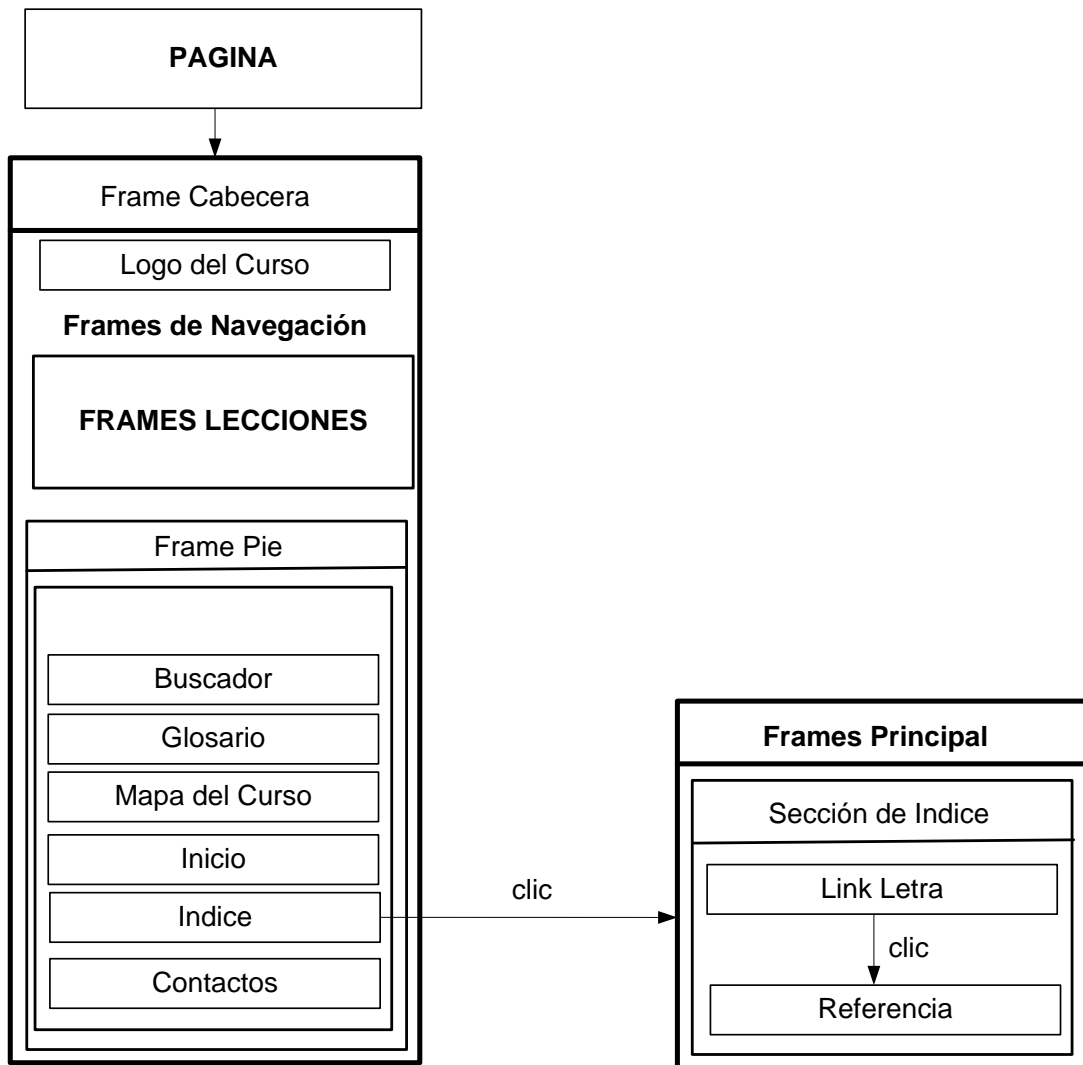 PAGINA
Frame Cabecera
Logo del Curso
Frames de Navegación
FRAMES LECCIONES
Frame Pie
Buscador
Glosario
Mapa del Curso
Inicio
Indice
Contactos
clic
Frames Principal
Sección de Indice
Link Letra
clic
Referencia